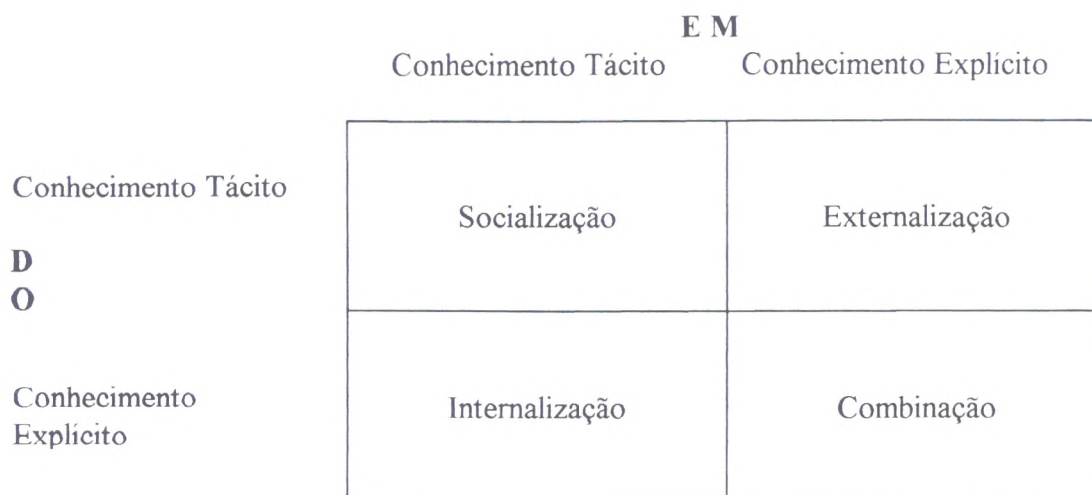 E M
Conhecimento Tácito Conhecimento Explícito
Conhecimento Tácito
Socialização Externalização
D
O
Conhecimento
Explícito
Internalização Combinação